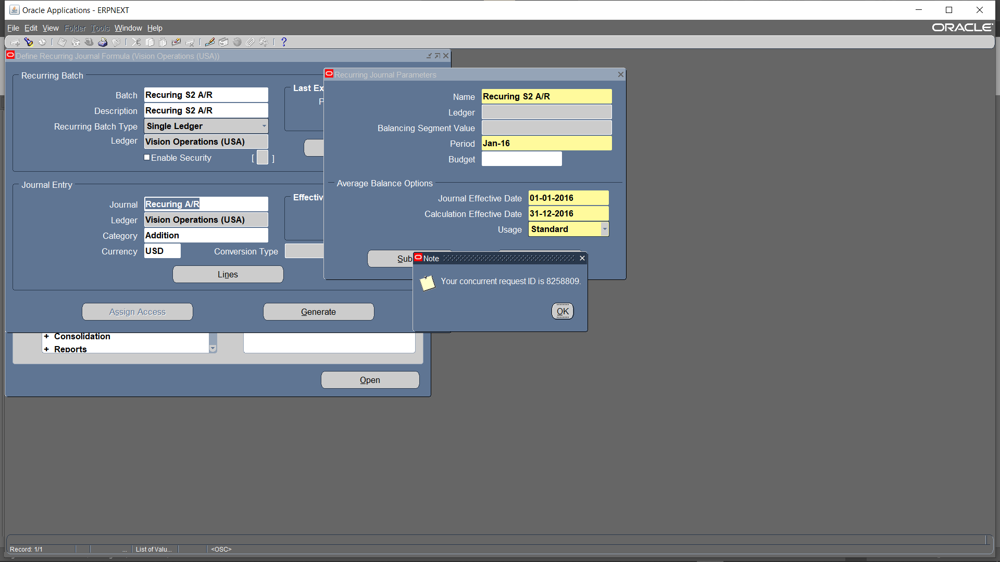 Oracle Applications - ERPNEXT
File Edit View Folder Tools Window Help
ORACLE
Define Recurring Journal Formula (Vision Operations (USA))
Recurring Batch
Batch Recuring S2 A/R
Description Recuring S2 A/R
Recurring Batch Type Single Ledger
Ledger Vision Operations (USA)
Enable Security [ ]
Last Ex
P
Journal Entry
Journal Recuring A/R
Ledger Vision Operations (USA)
Category Addition
Currency USD Conversion Type
Effectiv
Lines
Assign Access Generate
Recurring Journal Parameters
Name Recuring S2 A/R
Ledger
Balancing Segment Value
Period Jan-16
Budget
Average Balance Options
Journal Effective Date 01-01-2016
Calculation Effective Date 31-12-2016
Usage Standard
Sub
Note
Your concurrent request ID is 8258809.
OK
+ Consolidation
+ Reports
Open
Record: 1/1 ... List of Valu... <OSC>